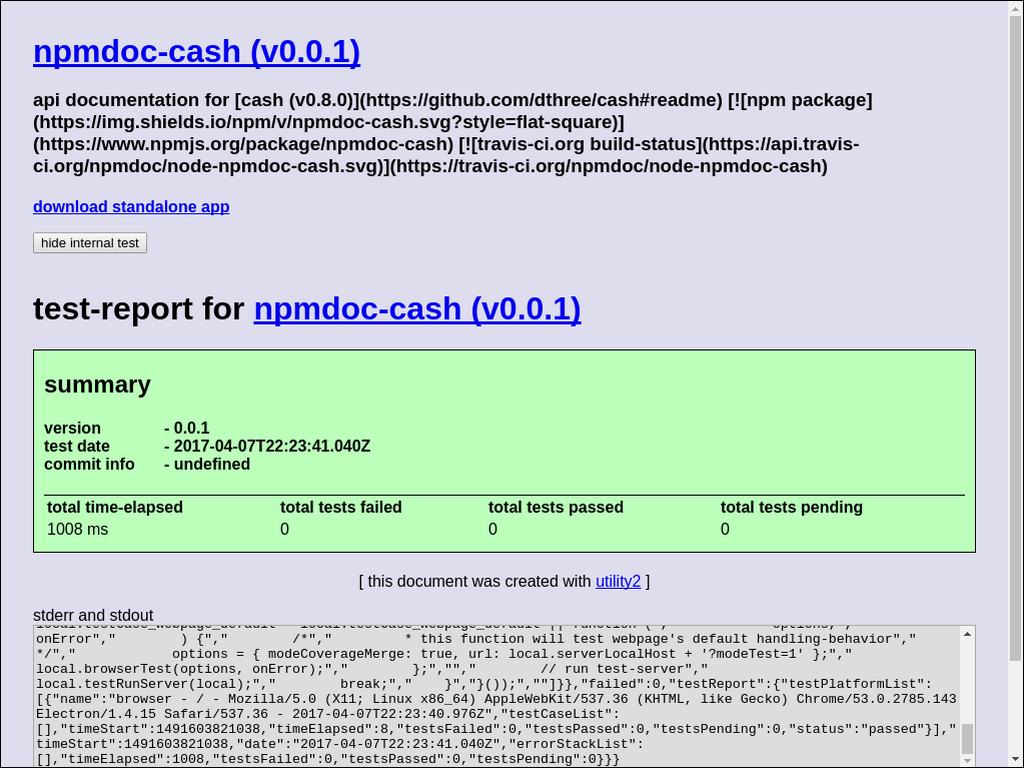 npmdoc-cash (v0.0.1)
api documentation for [cash (v0.8.0)](https://github.com/dthree/cash#readme) [![npm package]
(https://img.shields.io/npm/v/npmdoc-cash.svg?style=flat-square)]
(https://www.npmjs.org/package/npmdoc-cash) [![travis-ci.org build-status](https://api.travis-
ci.org/npmdoc/node-npmdoc-cash.svg)](https://travis-ci.org/npmdoc/node-npmdoc-cash)
download standalone app
hide internal test
test-report for npmdoc-cash (v0.0.1)
summary
version - 0.0.1
test date - 2017-04-07T22:23:41.040Z
commit info - undefined
total time-elapsed total tests failed total tests passed total tests pending
1008 ms 0 0 0
[ this document was created with utility2 ]
stderr and stdout
onError"," ) {"," /*"," * this function will test webpage's default handling-behavior","
*/"," options = { modeCoverageMerge: true, url: local.serverLocalHost + '?modeTest=1' };","
local.browserTest(options, onError);"," };",""," // run test-server","
local.testRunServer(local);"," break;"," }","}());",""]}},"failed":0,"testReport":{"testPlatformList":
[{"name":"browser - / - Mozilla/5.0 (X11; Linux x86_64) AppleWebKit/537.36 (KHTML, like Gecko) Chrome/53.0.2785.143
Electron/1.4.15 Safari/537.36 - 2017-04-07T22:23:40.976Z","testCaseList":
[],"timeStart":1491603821038,"timeElapsed":8,"testsFailed":0,"testsPassed":0,"testsPending":0,"status":"passed"}],"
timeStart":1491603821038,"date":"2017-04-07T22:23:41.040Z","errorStackList":
[],"timeElapsed":1008,"testsFailed":0,"testsPassed":0,"testsPending":0}}}